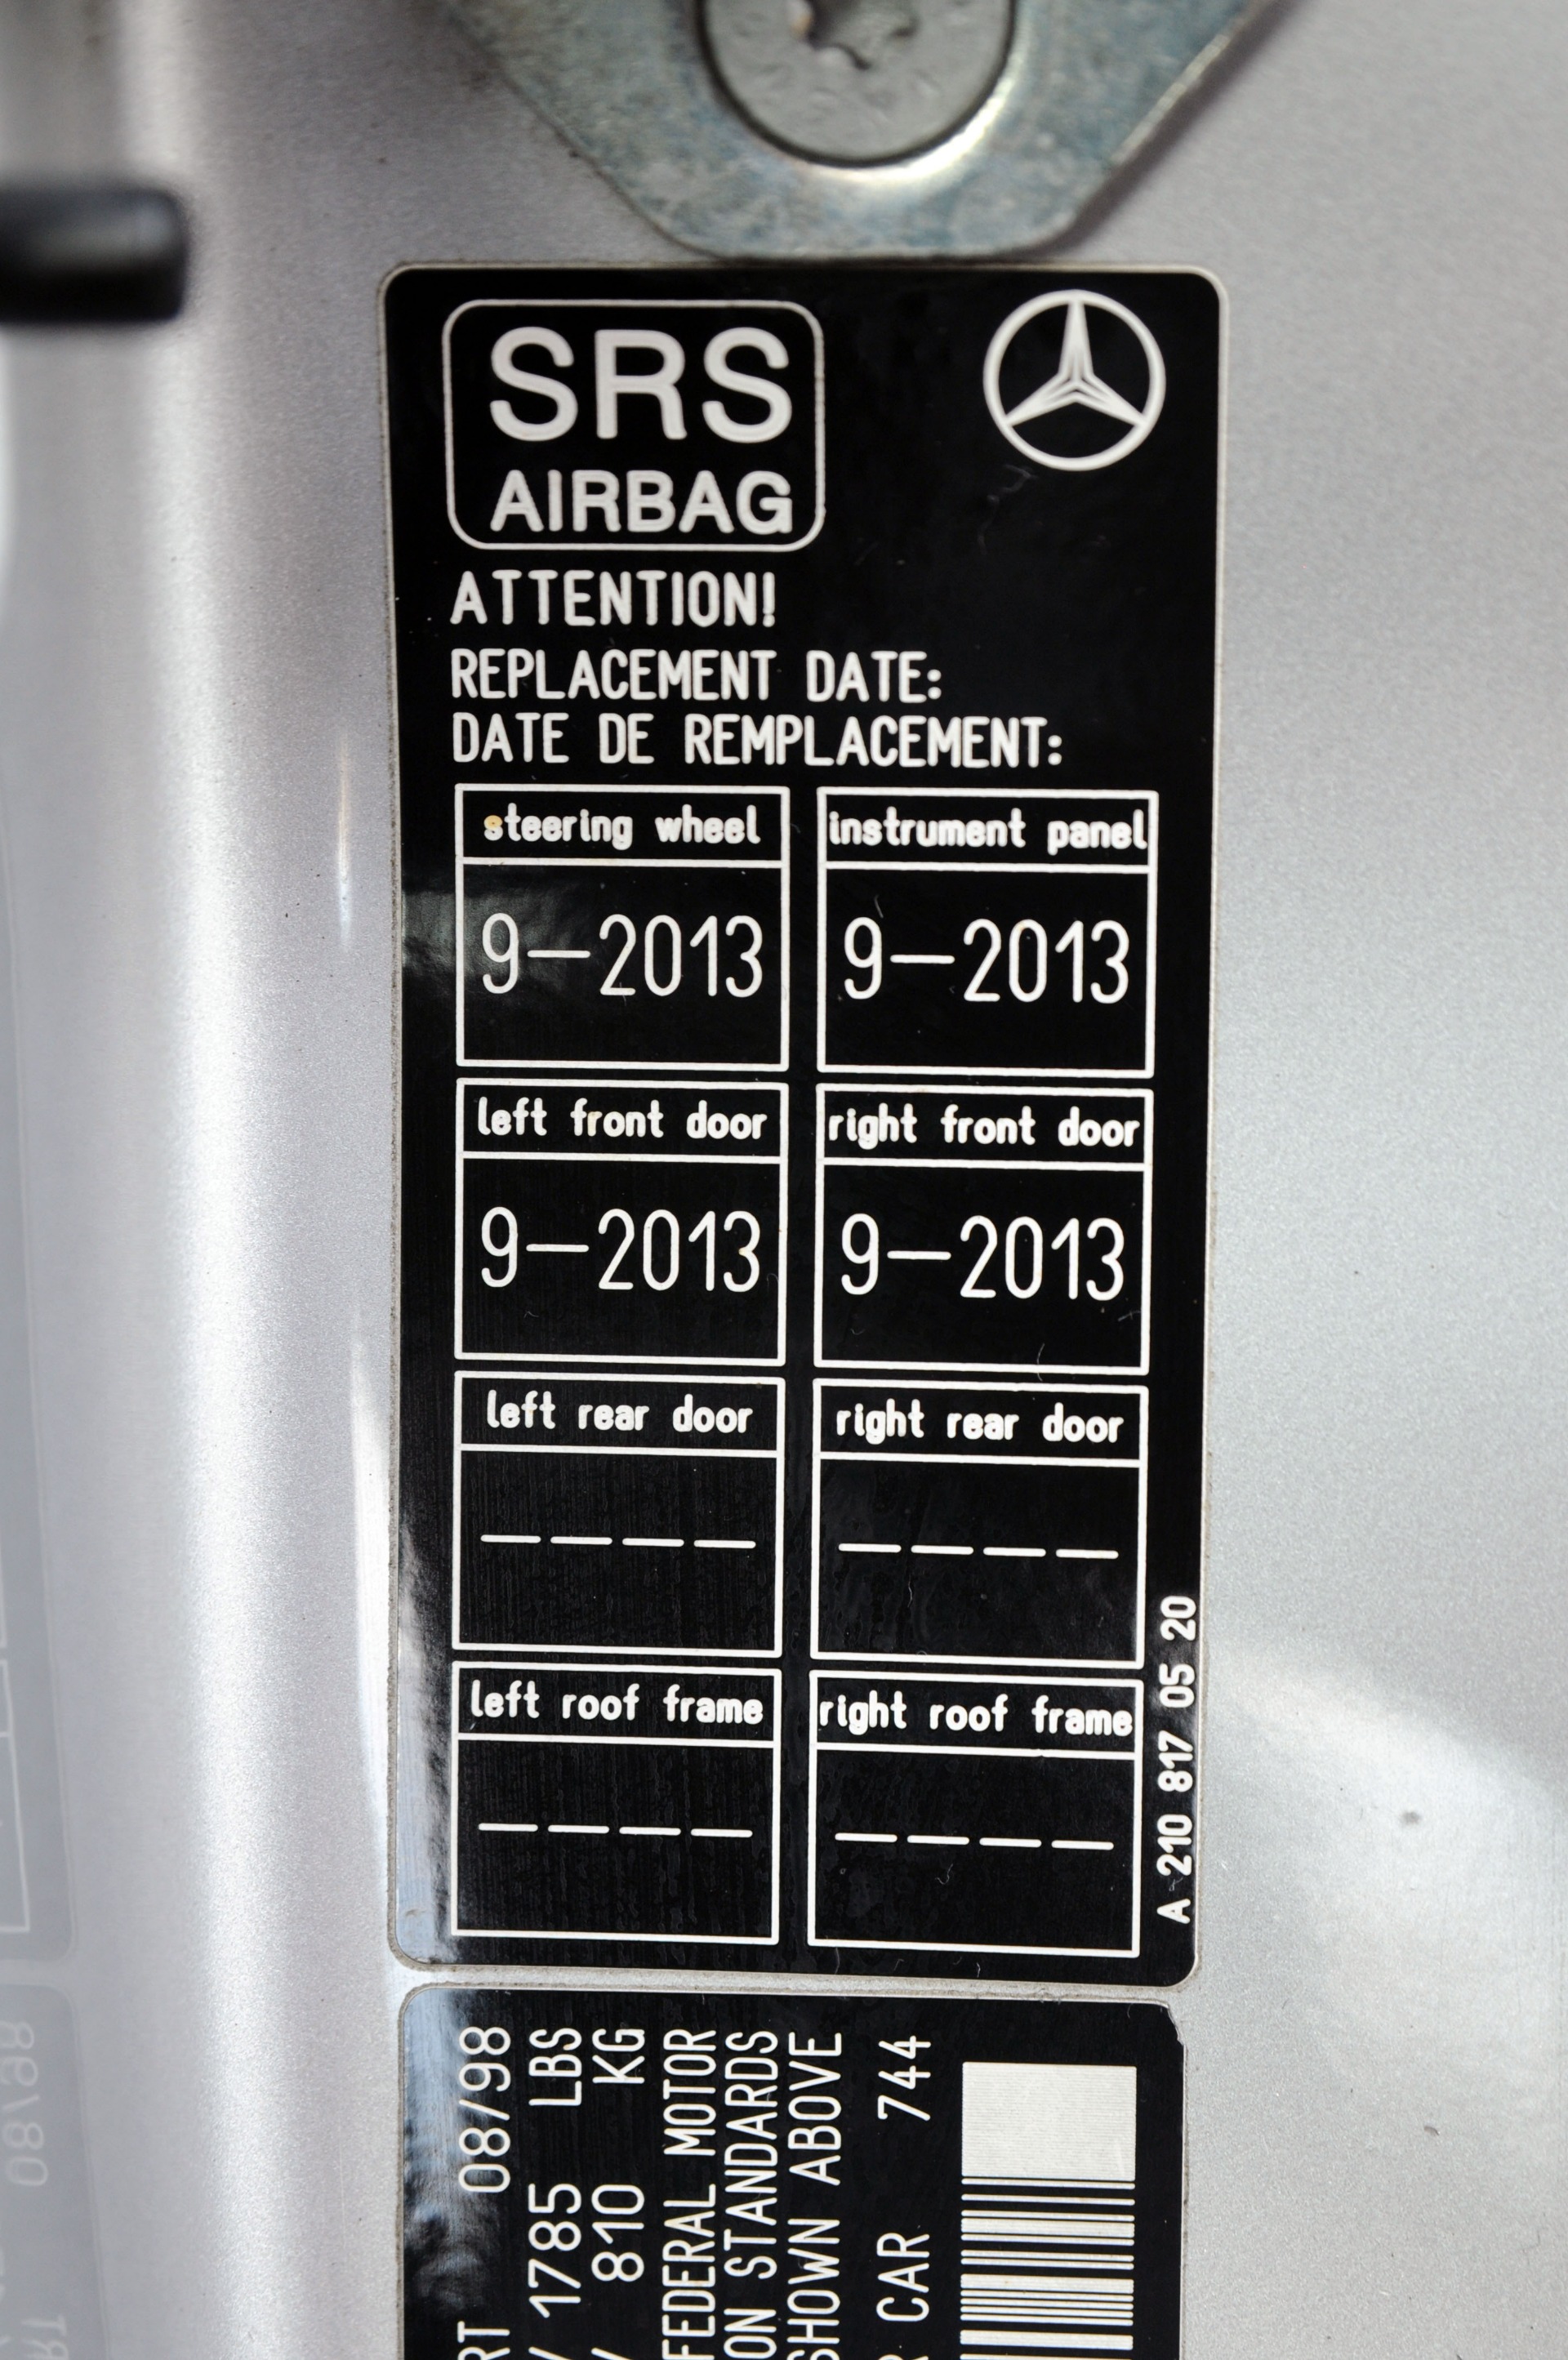 SRS
AIRBAG
ATTENTION!
REPLACEMENT DATE:
DATE DE REMPLACEMENT:
steering wheel
instrument panel
9-2013
9-2013
left front door
right front door
9-2013
9-2013
left rear door
right rear door
----
----
left roof frame
right roof frame
----
----
A 210 817 05 20
08/98
1785 LBS
810 KG
FEDERAL MOTOR
STANDARDS
SHOWN ABOVE
CAR 744